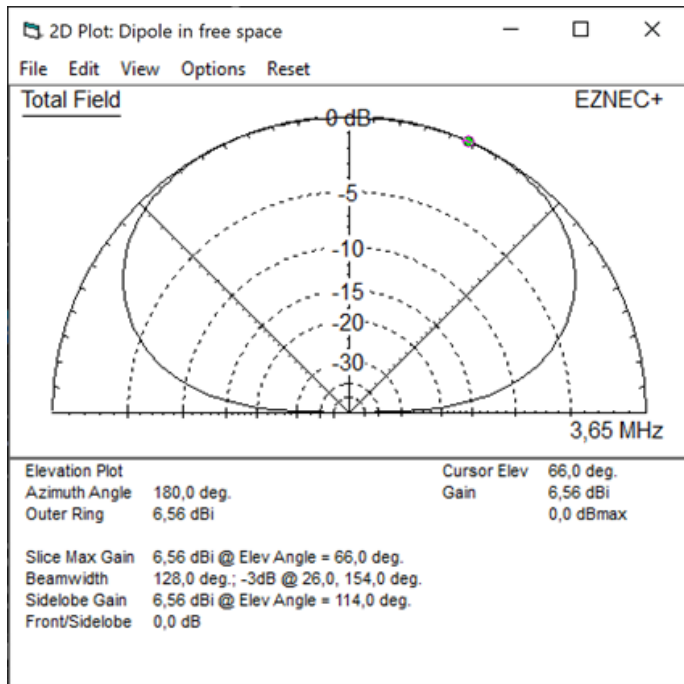 2D Plot: Dipole in free space
File Edit View Options Reset
Total Field EZNEC+
0 dB
-5
-10
-15
-20
-30
3,65 MHz
Elevation Plot Cursor Elev 66,0 deg.
Azimuth Angle 180,0 deg. Gain 6,56 dBi
Outer Ring 6,56 dBi 0,0 dBmax
Slice Max Gain 6,56 dBi @ Elev Angle = 66,0 deg.
Beamwidth 128,0 deg.; -3dB @ 26,0, 154,0 deg.
Sidelobe Gain 6,56 dBi @ Elev Angle = 114,0 deg.
Front/Sidelobe 0,0 dB